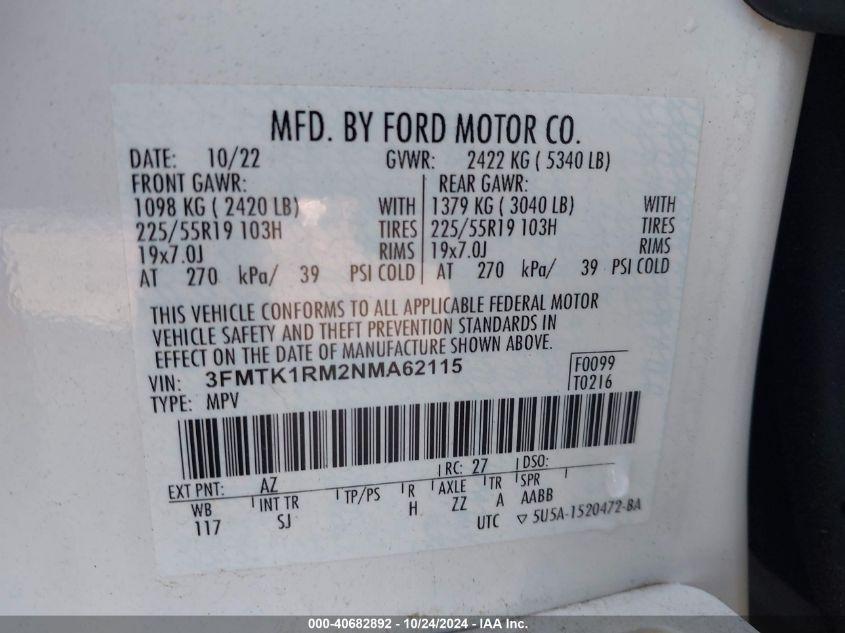 MFD. BY FORD MOTOR CO.
DATE: 10/22 GVWR: 2422 KG ( 5340 LB)
FRONT GAWR: REAR GAWR:
1098 KG ( 2420 LB) WITH 1379 KG ( 3040 LB) WITH
225/55R19 103H TIRES 225/55R19 103H TIRES
19x7.0J RIMS 19x7.0J RIMS
AT 270 kPa/ 39 PSI COLD AT 270 kPa/ 39 PSI COLD
THIS VEHICLE CONFORMS TO ALL APPLICABLE FEDERAL MOTOR
VEHICLE SAFETY AND THEFT PREVENTION STANDARDS IN
EFFECT ON THE DATE OF MANUFACTURE SHOWN ABOVE.
VIN: 3FMTK1RM2NMA62115 F0099
TYPE: MPV T0216
EXT PNT: AZ RC: 27 DSO:
WB INT TR TP/PS R AXLE TR SPR
117 SJ H ZZ A AABB
UTC ▽ 5U5A-1520472-BA
000-40682892 - 10/24/2024 - IAA Inc.